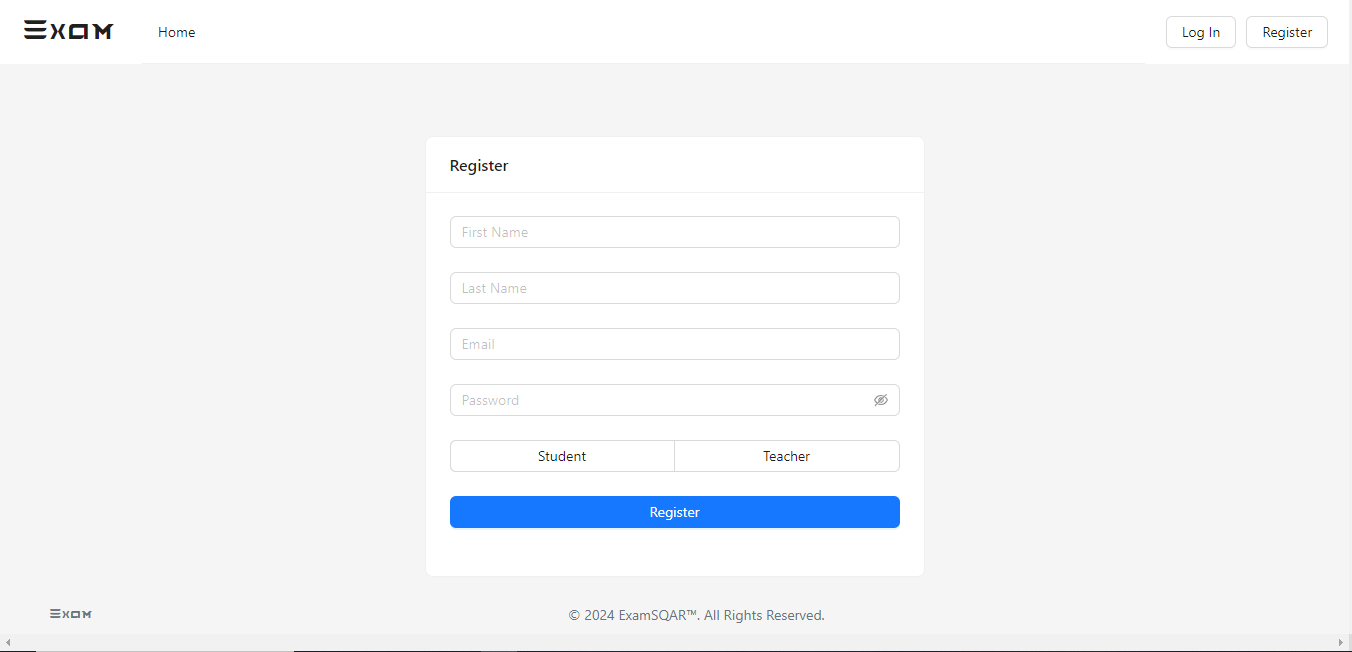 Exam
Home
Log In
Register
Register
First Name
Last Name
Email
Password
Student
Teacher
Register
Exam
© 2024 ExamSQAR™. All Rights Reserved.